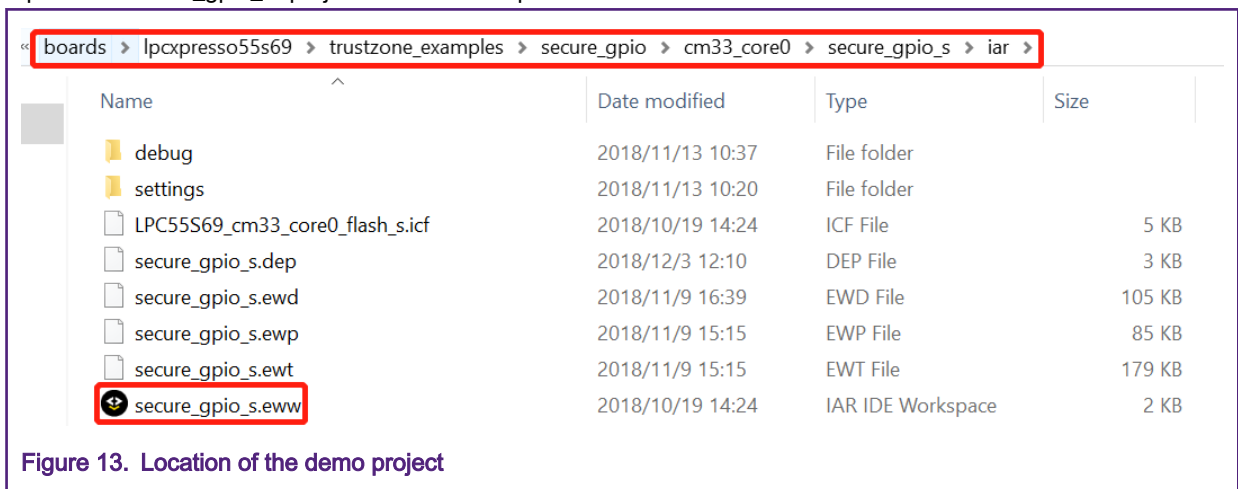 « boards > lpcxpresso55s69 > trustzone_examples > secure_gpio > cm33_core0 > secure_gpio_s > iar >
Name Date modified Type Size
debug 2018/11/13 10:37 File folder
settings 2018/11/13 10:20 File folder
LPC55S69_cm33_core0_flash_s.icf 2018/10/19 14:24 ICF File 5 KB
secure_gpio_s.dep 2018/12/3 12:10 DEP File 3 KB
secure_gpio_s.ewd 2018/11/9 16:39 EWD File 105 KB
secure_gpio_s.ewp 2018/11/9 15:15 EWP File 85 KB
secure_gpio_s.ewt 2018/11/9 15:15 EWT File 179 KB
secure_gpio_s.eww 2018/10/19 14:24 IAR IDE Workspace 2 KB
Figure 13. Location of the demo project